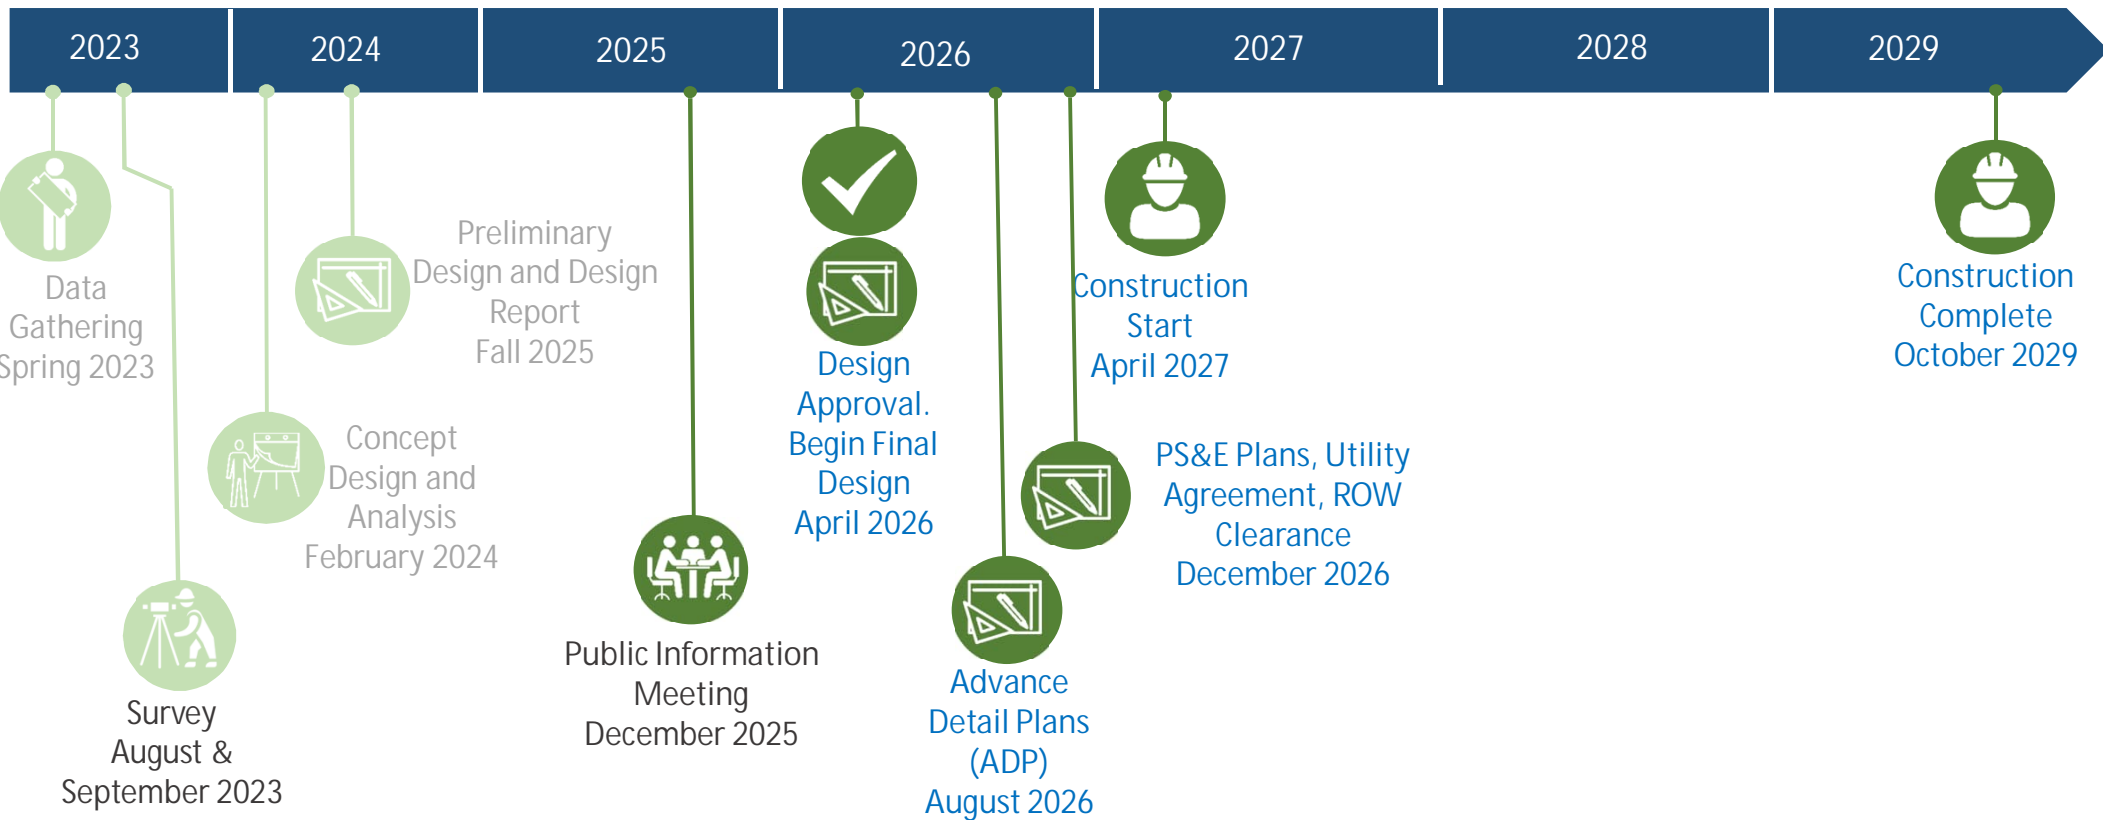 2023
2024
2025
2026
2027
2028
2029
Data
Gathering
Spring 2023
Survey
August &
September 2023
Concept
Design and
Analysis
February 2024
Preliminary
Design and Design
Report
Fall 2025
Public Information
Meeting
December 2025
Design
Approval.
Begin Final
Design
April 2026
Advance
Detail Plans
(ADP)
August 2026
PS&E Plans, Utility
Agreement, ROW
Clearance
December 2026
Construction
Start
April 2027
Construction
Complete
October 2029